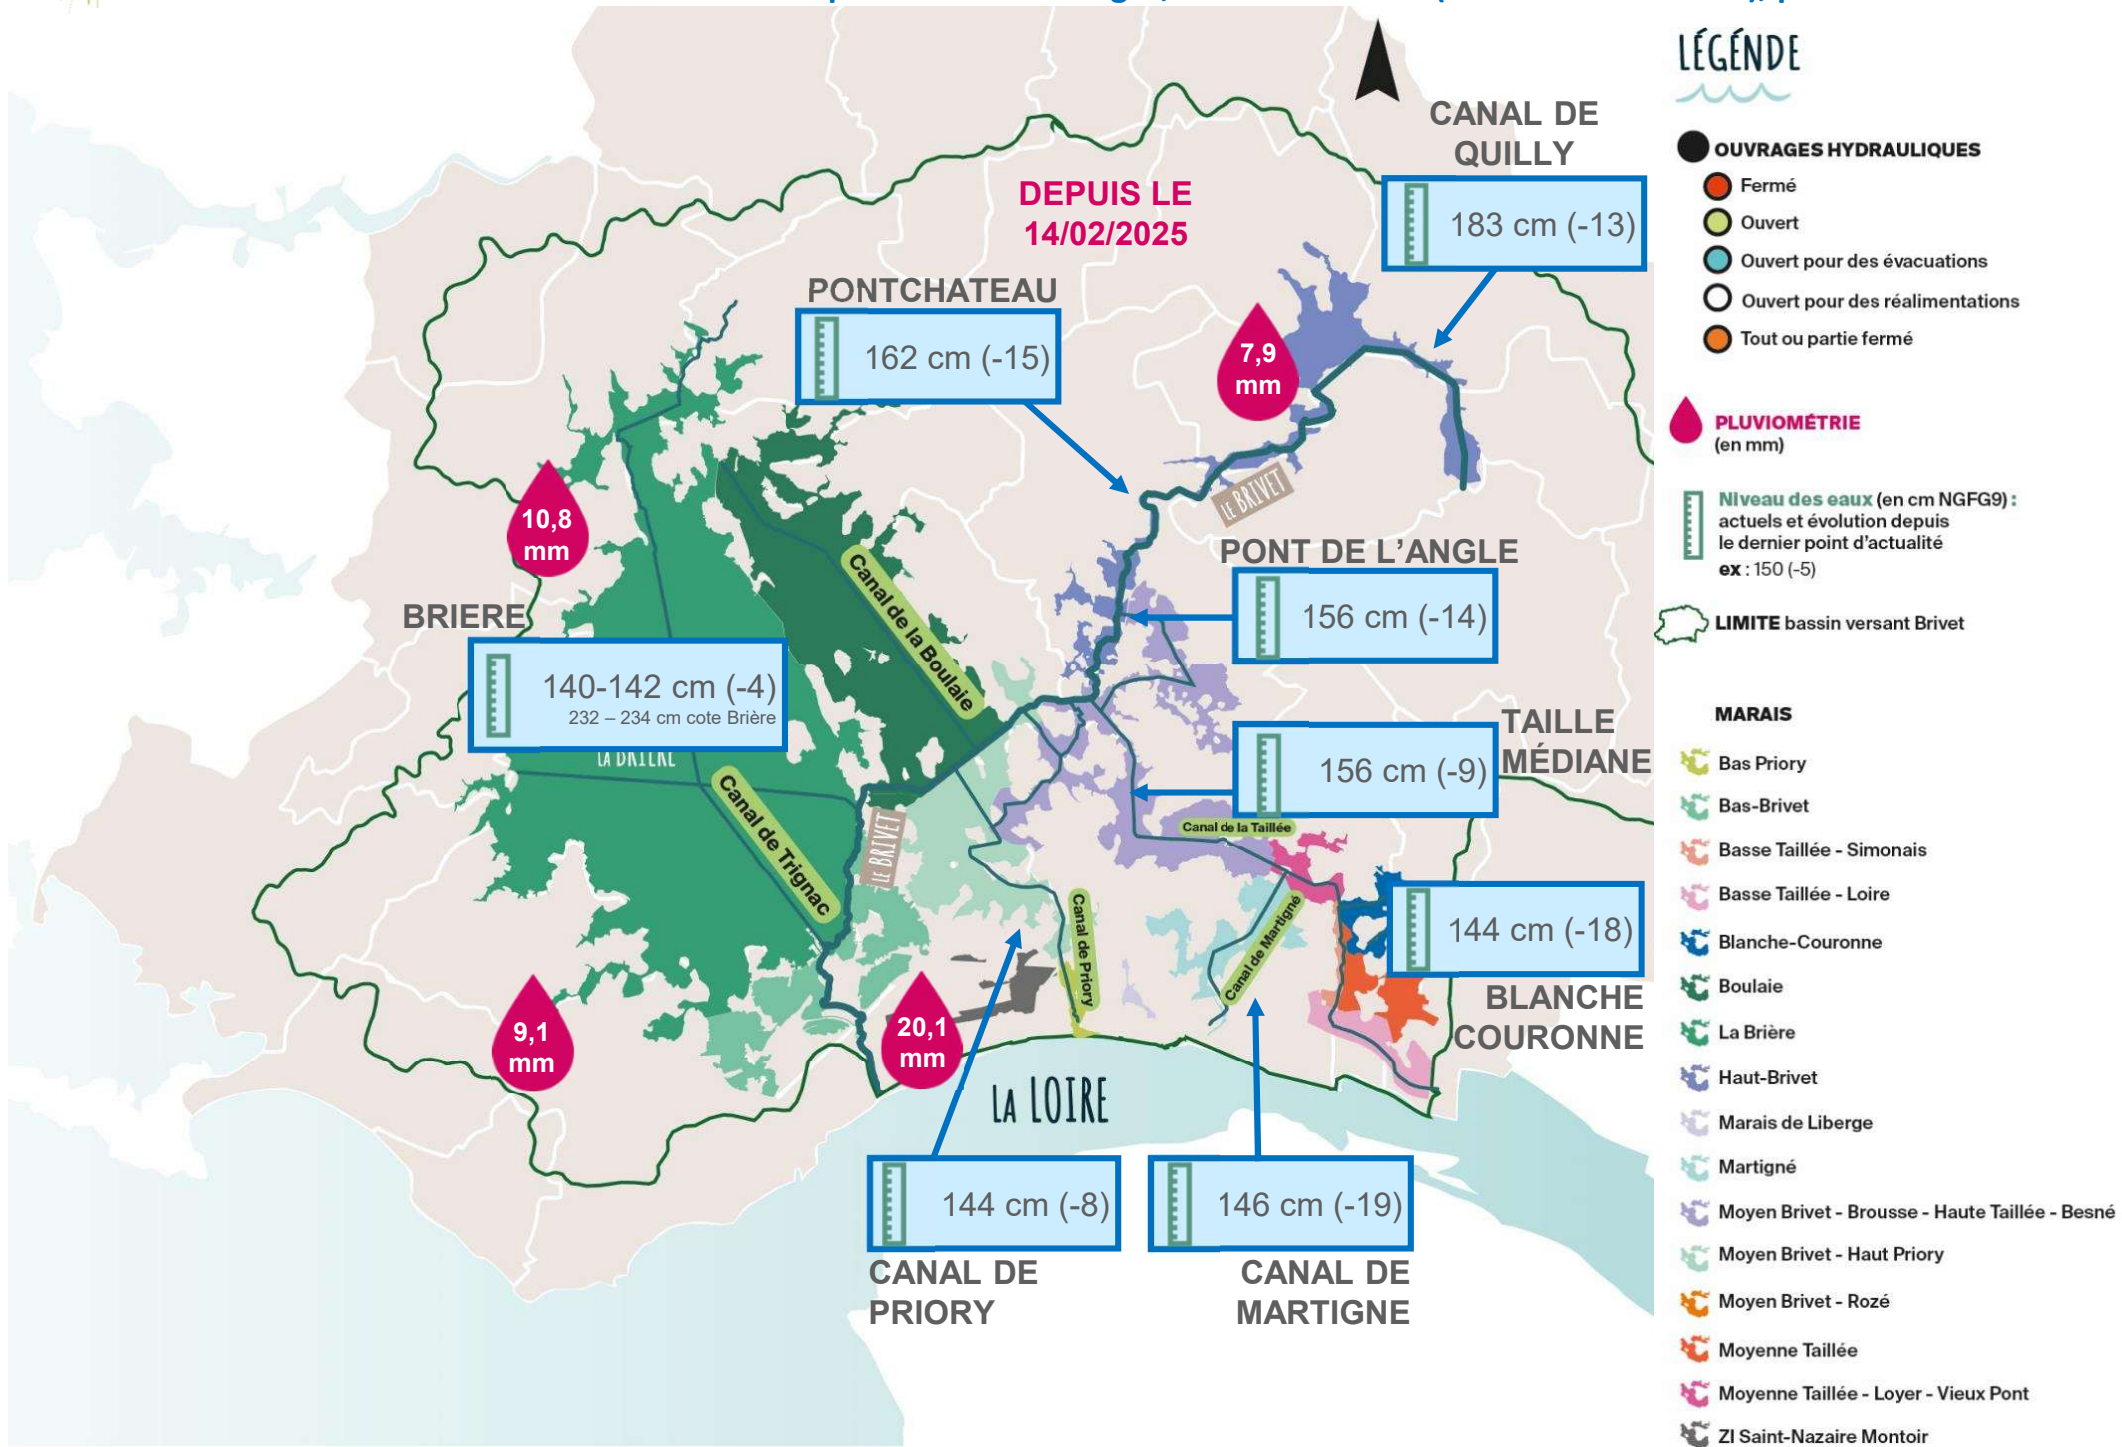 LÉGÉNDE
OUVRAGES HYDRAULIQUES
Fermé
Ouvert
Ouvert pour des évacuations
Ouvert pour des réalimentations
Tout ou partie fermé
PLUVIOMÉTRIE
(en mm)
Niveau des eaux (en cm NGFG9) :
actuels et évolution depuis
le dernier point d'actualité
ex : 150 (-5)
LIMITE bassin versant Brivet
MARAIS
Bas Priory
Bas-Brivet
Basse Taillée - Simonais
Basse Taillée - Loire
Blanche-Couronne
Boulaie
La Brière
Haut-Brivet
Marais de Liberge
Martigné
Moyen Brivet - Brousse - Haute Taillée - Besné
Moyen Brivet - Haut Priory
Moyen Brivet - Rozé
Moyenne Taillée
Moyenne Taillée - Loyer - Vieux Pont
ZI Saint-Nazaire Montoir
CANAL DE
QUILLY
183 cm (-13)
DEPUIS LE
14/02/2025
PONTCHATEAU
162 cm (-15)
7,9
mm
LE BRIVET
10,8
mm
PONT DE L'ANGLE
156 cm (-14)
Canal de la Boulaie
BRIERE
140-142 cm (-4)
232 – 234 cm cote Brière
LA BRIÈRE
TAILLE
MÉDIANE
156 cm (-9)
Canal de Trignac
LE BRIVET
Canal de la Taillée
Canal de Priory
Canal de Martigné
144 cm (-18)
BLANCHE
COURONNE
9,1
mm
20,1
mm
LA LOIRE
144 cm (-8)
CANAL DE
PRIORY
146 cm (-19)
CANAL DE
MARTIGNE